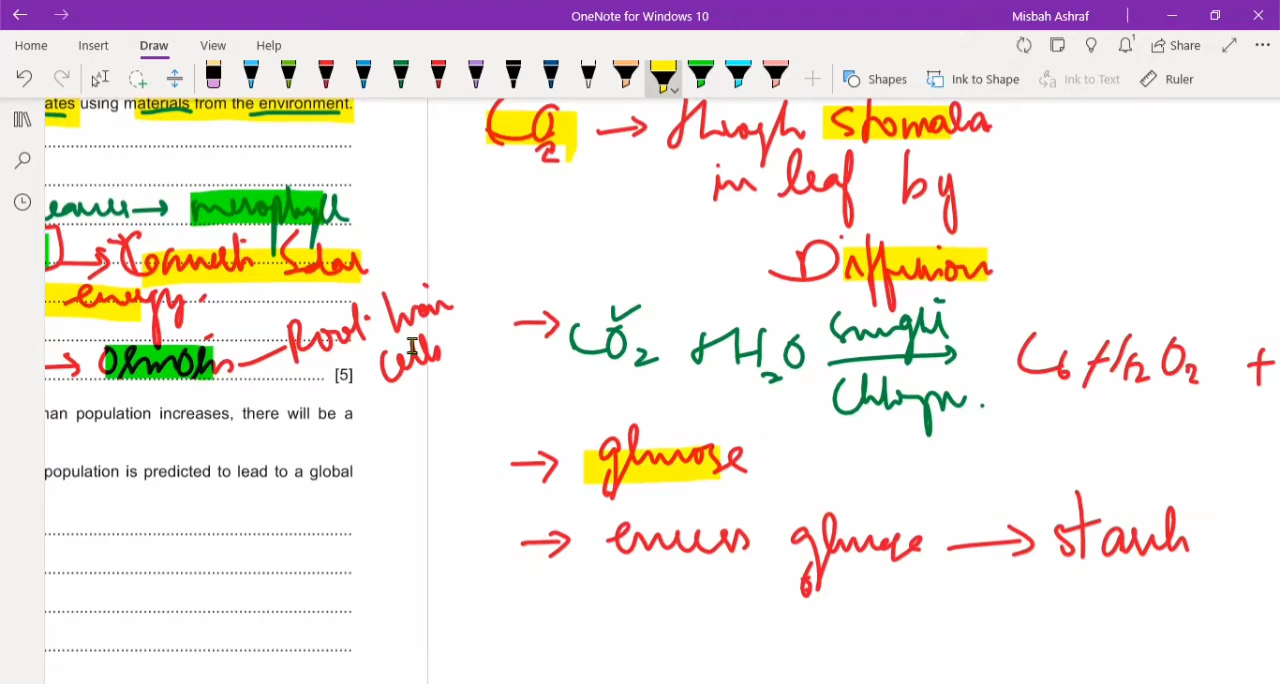 OneNote for Windows 10
Misbah Ashraf
Home Insert Draw View Help
Share
Shapes Ink to Shape Ink to Text Ruler
ates using materials from the environment.
eaves → mesophyll
→ Converts Solar
energy.
→ Osmosis — Root hair
cells
[5]
nan population increases, there will be a
population is predicted to lead to a global
CO2 → through stomata
in leaf by
Diffusion
→ CO2 + H2O sunlight → C6H12O2 +
Chlorop.
→ glucose
→ excess glucose → starch